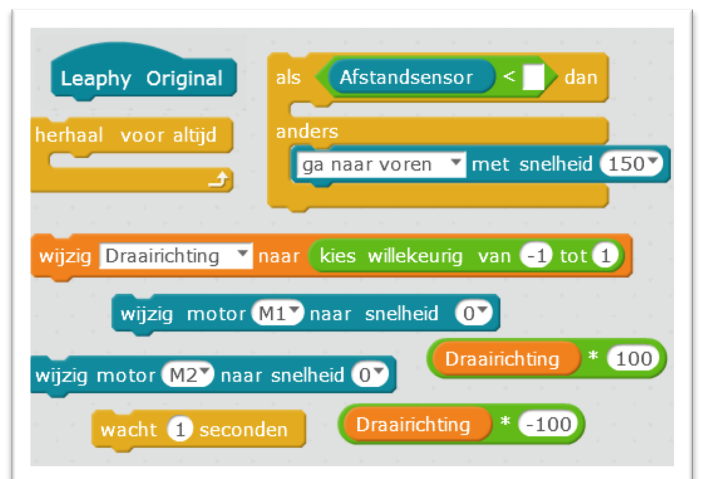 Leaphy Original
als Afstandsensor < dan
herhaal voor altijd
anders
ga naar voren met snelheid 150
wijzig Draairichting naar kies willekeurig van -1 tot 1
wijzig motor M1 naar snelheid 0
Draairichting * 100
wijzig motor M2 naar snelheid 0
wacht 1 seconden
Draairichting * -100